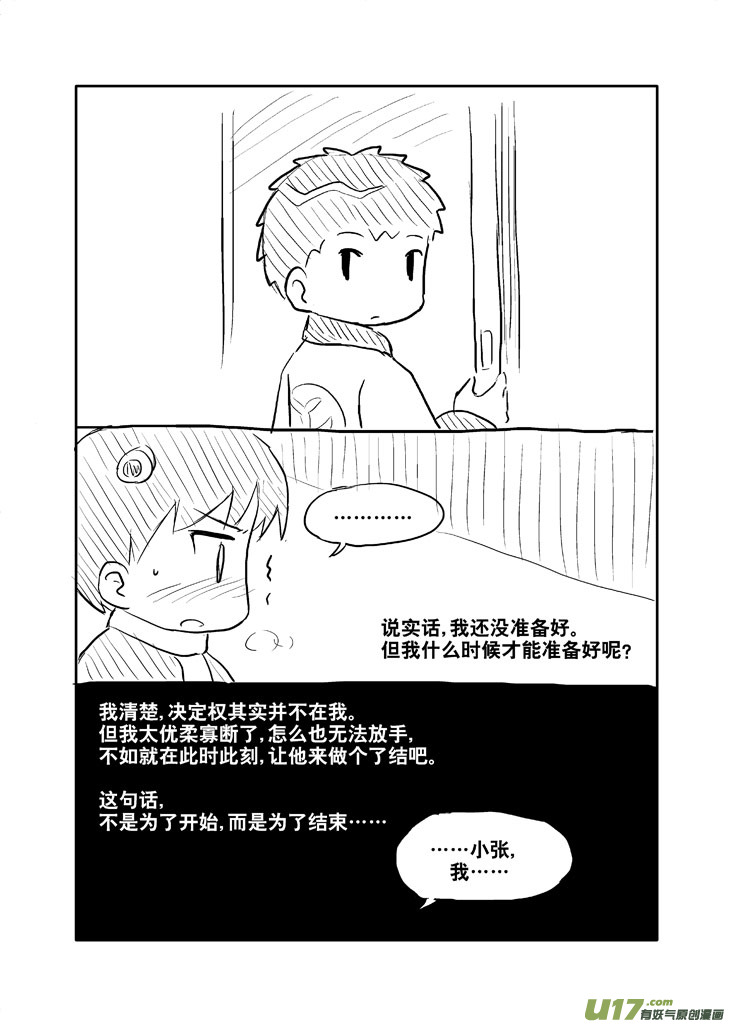 …………
说实话,我还没准备好。
但我什么时候才能准备好呢?
我清楚,决定权其实并不在我。
但我太优柔寡断了,怎么也无法放手,
不如就在此时此刻,让他来做个了结吧。
这句话,
不是为了开始,而是为了结束……
……小张,
我……
U17.com
有妖气原创漫画